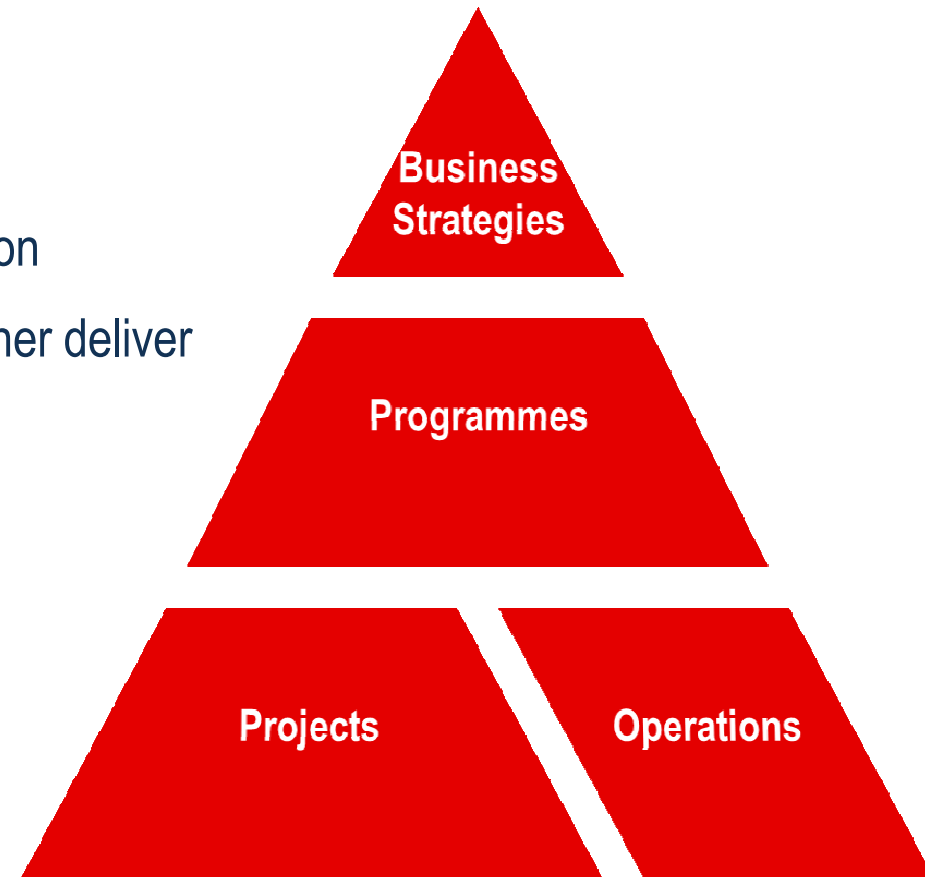 Business
Strategies
on
her deliver
Programmes
Projects
Operations